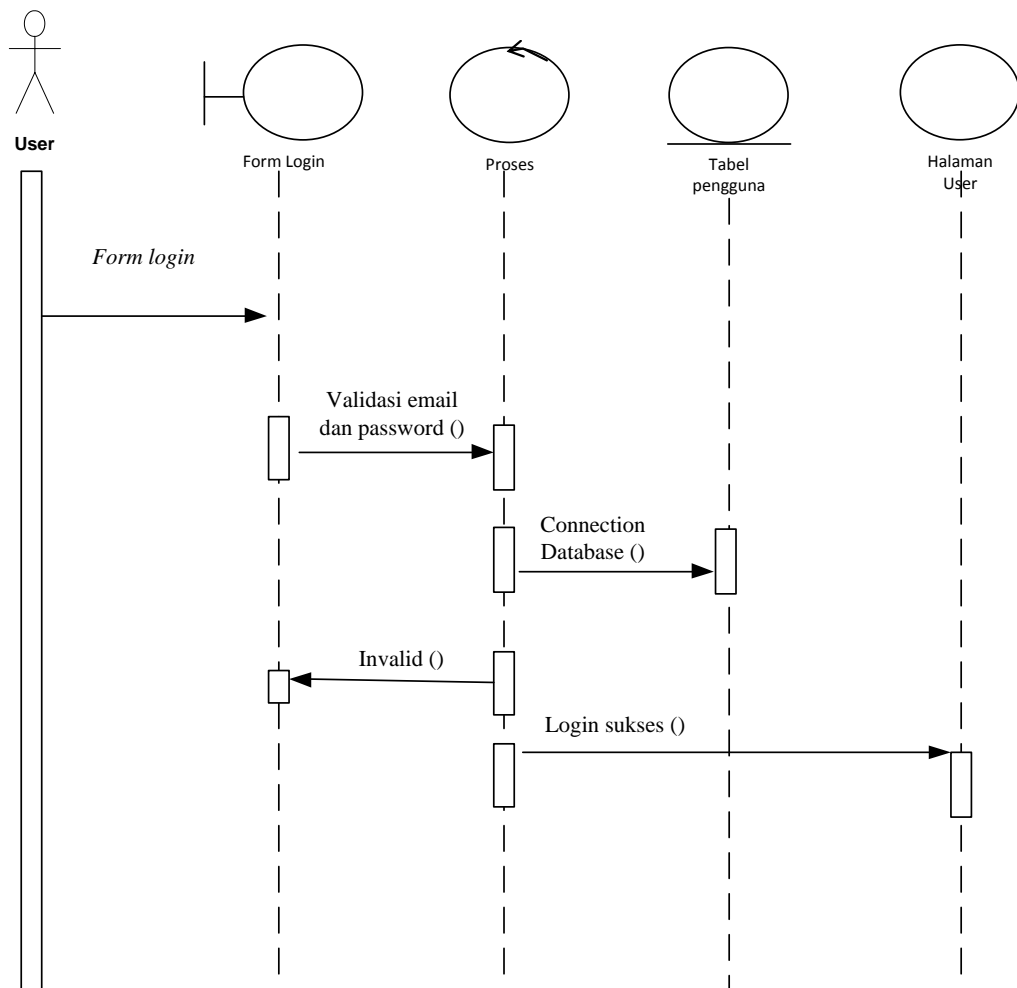 User
Form Login
Proses
Tabel
pengguna
Halaman
User
Form login
Validasi email
dan password ()
Connection
Database ()
Invalid ()
Login sukses ()